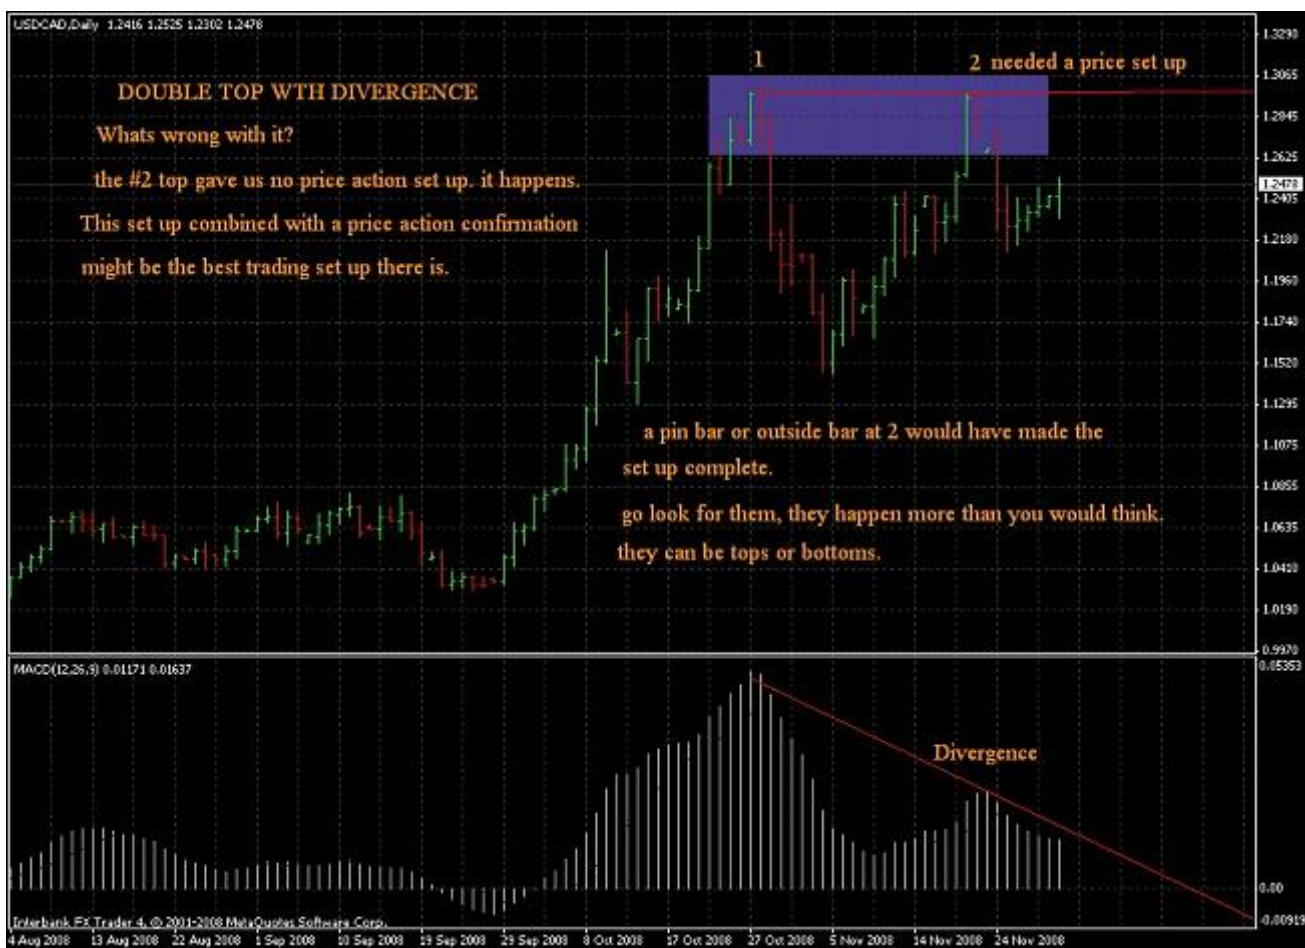 USDCAD,Daily 1.2416 1.2525 1.2302 1.2478
1
2 needed a price set up
DOUBLE TOP WTH DIVERGENCE
Whats wrong with it?
the #2 top gave us no price action set up. it happens.
This set up combined with a price action confirmation
might be the best trading set up there is.
a pin bar or outside bar at 2 would have made the
set up complete.
go look for them, they happen more than you would think.
they can be tops or bottoms.
1.3290
1.3065
1.2845
1.2625
1.2478
1.2405
1.2180
1.1960
1.1740
1.1520
1.1295
1.1075
1.0855
1.0635
1.0410
1.0190
0.9970
MACD(12,26,9) 0.01171 0.01637
0.05353
Divergence
0.00
-0.00919
Interbank FX Trader 4, © 2001-2008 MetaQuotes Software Corp.
4 Aug 2008 13 Aug 2008 22 Aug 2008 1 Sep 2008 10 Sep 2008 19 Sep 2008 29 Sep 2008 8 Oct 2008 17 Oct 2008 27 Oct 2008 5 Nov 2008 14 Nov 2008 24 Nov 2008